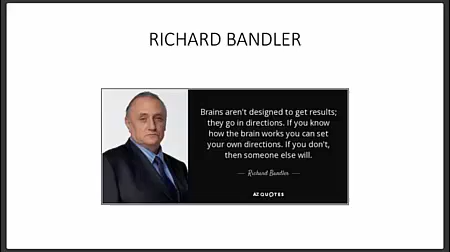 RICHARD BANDLER
Brains aren't designed to get results;
they go in directions. If you know
how the brain works you can set
your own directions. If you don't,
then someone else will.
— Richard Bandler —
AZ QUOTES